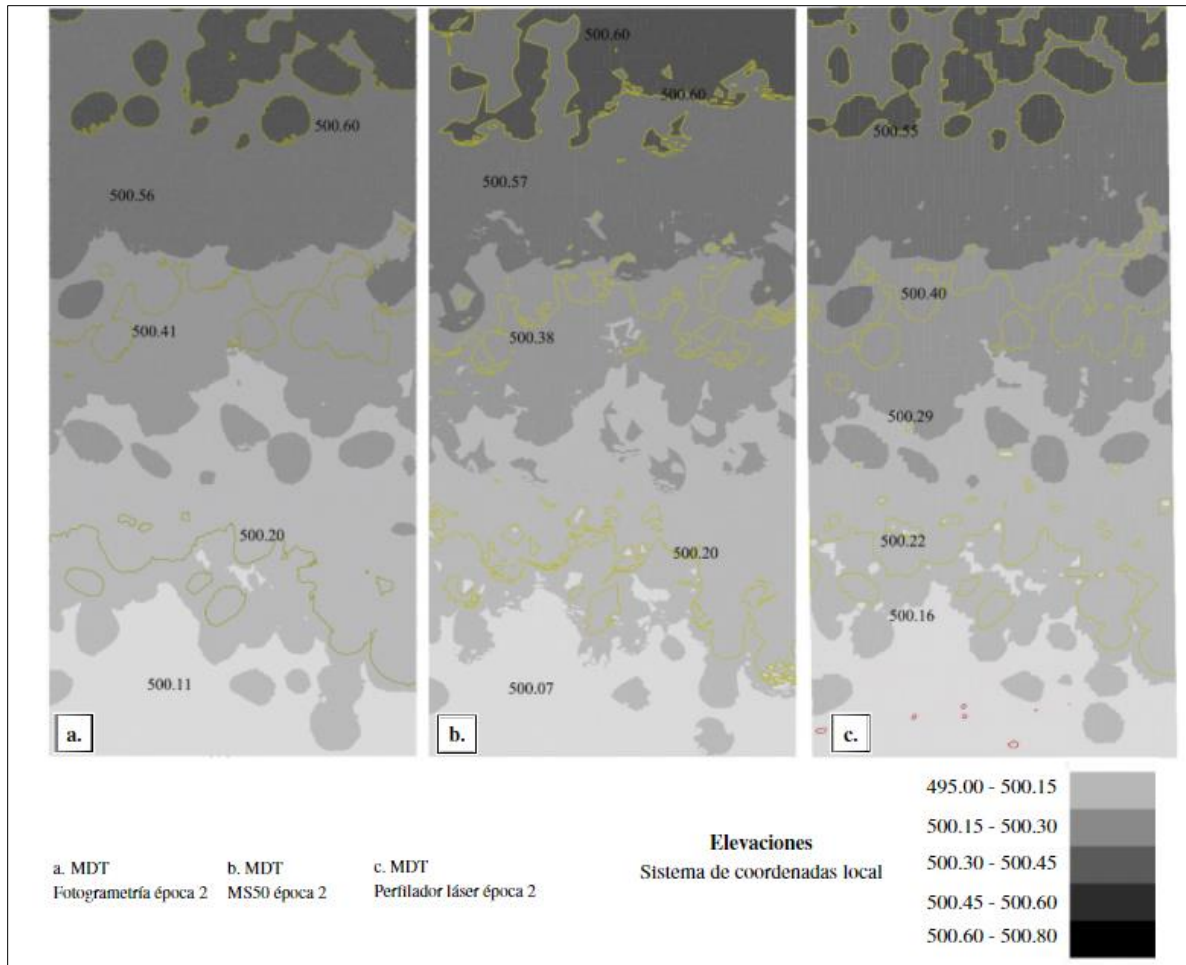 500.60
500.56
500.41
500.20
500.11
a.
500.60
500.60
500.57
500.38
500.20
500.07
b.
500.55
500.40
500.29
500.22
500.16
c.
a. MDT
Fotogrametría época 2
b. MDT
MS50 época 2
c. MDT
Perfilador láser época 2
Elevaciones
Sistema de coordenadas local
495.00 - 500.15
500.15 - 500.30
500.30 - 500.45
500.45 - 500.60
500.60 - 500.80